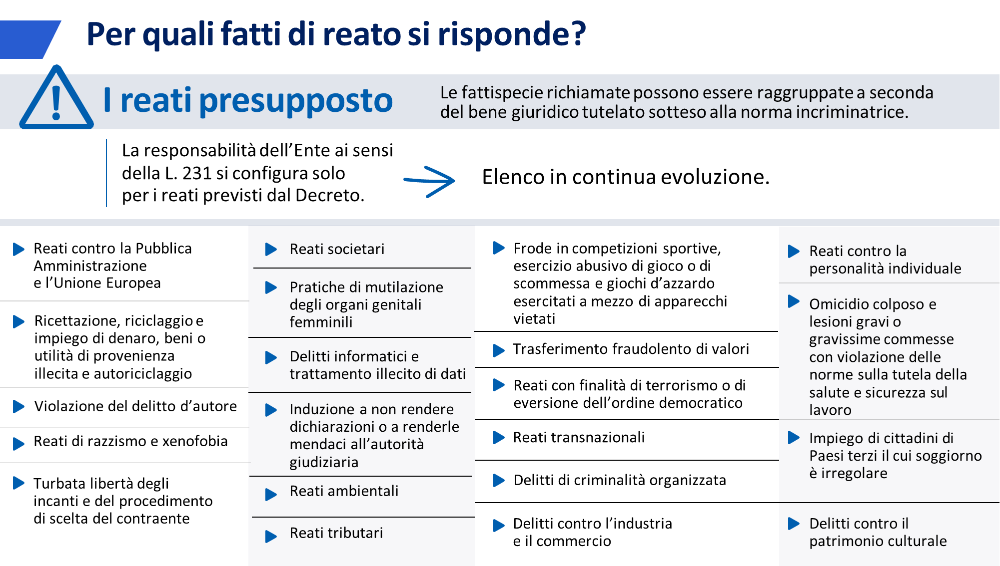 Per quali fatti di reato si risponde?
I reati presupposto
Le fattispecie richiamate possono essere raggruppate a seconda
del bene giuridico tutelato sotteso alla norma incriminatrice.
La responsabilità dell’Ente ai sensi
della L. 231 si configura solo
per i reati previsti dal Decreto.
Elenco in continua evoluzione.
Reati contro la Pubblica
Amministrazione
e l’Unione Europea
Ricettazione, riciclaggio e
impiego di denaro, beni o
utilità di provenienza
illecita e autoriciclaggio
Violazione del delitto d’autore
Reati di razzismo e xenofobia
Turbata libertà degli
incanti e del procedimento
di scelta del contraente
Reati societari
Pratiche di mutilazione
degli organi genitali
femminili
Delitti informatici e
trattamento illecito di dati
Induzione a non rendere
dichiarazioni o a renderle
mendaci all’autorità
giudiziaria
Reati ambientali
Reati tributari
Frode in competizioni sportive,
esercizio abusivo di gioco o di
scommessa e giochi d’azzardo
esercitati a mezzo di apparecchi
vietati
Trasferimento fraudolento di valori
Reati con finalità di terrorismo o di
eversione dell’ordine democratico
Reati transnazionali
Delitti di criminalità organizzata
Delitti contro l’industria
e il commercio
Reati contro la
personalità individuale
Omicidio colposo e
lesioni gravi o
gravissime commesse
con violazione delle
norme sulla tutela della
salute e sicurezza sul
lavoro
Impiego di cittadini di
Paesi terzi il cui soggiorno
è irregolare
Delitti contro il
patrimonio culturale